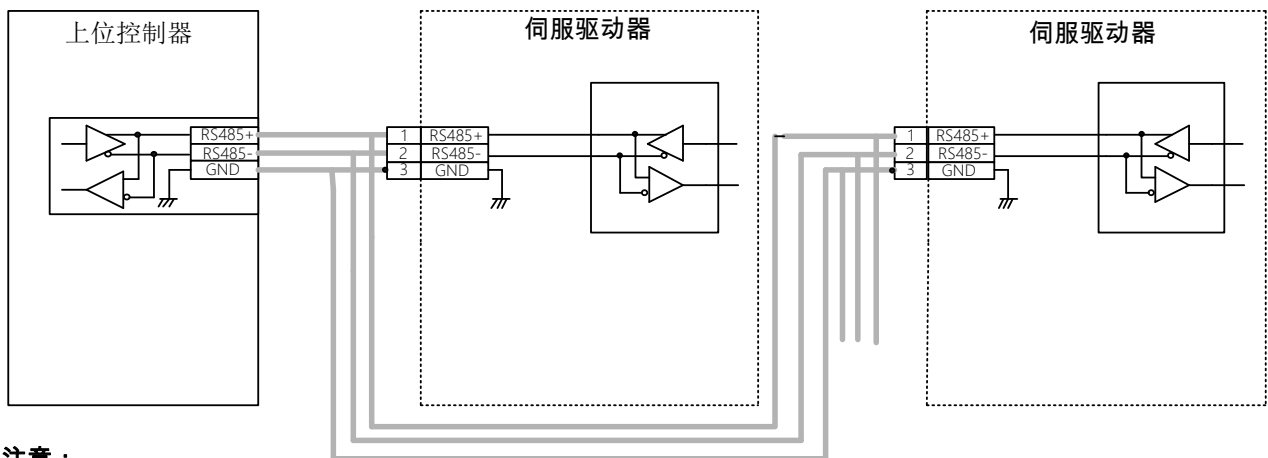 上位控制器
伺服驱动器
伺服驱动器
RS485+
RS485-
GND
1 RS485+
2 RS485-
3 GND
1 RS485+
2 RS485-
3 GND
注意：